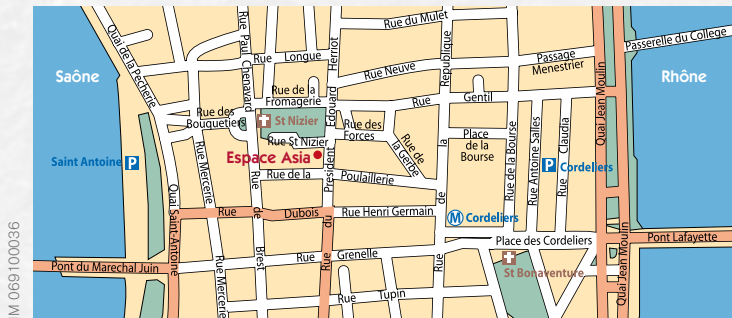 Quai de la Pecherie
Rue Paul Chenavard
Rue Longue
Rue du Mulet
Rue Neuve
Passage
Menestrier
Passerelle du College
Saône
Rhône
Rue de la
Fromagerie
Rue Gentil
Rue des
Bouquetiers
St Nizier
Rue St Nizier
Rue des
Forces
Rue de
la Gerbe
Place
de la
Bourse
Saint Antoine P
Espace Asia
P Cordeliers
Rue de la Poulaillerie
Rue Mercerie
Rue de la Bourse
Rue Antoine Salles
Rue Claudia
Quai Jean Moulin
Quai Saint-Antoine
Rue Dubois
Rue Henri Germain
M Cordeliers
Rue de Brest
Rue du Président Edouard Herriot
Rue de la République
Place des Cordeliers
Pont Lafayette
Rue Grenelle
St Bonaventure
Pont du Marechal Juin
Rue Mercerie
Rue Tupin
Quai Jean Moulin
IM 069100036